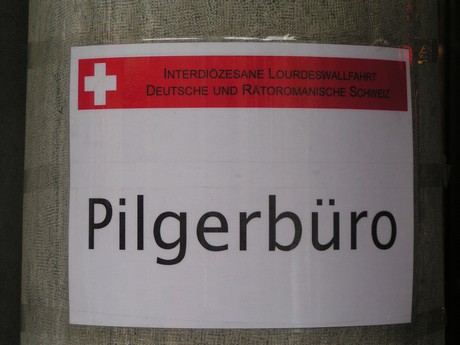 INTERDIÖZESANE LOURDESWALLFAHRT
DEUTSCHE UND RÄTOROMANISCHE SCHWEIZ
Pilgerbüro